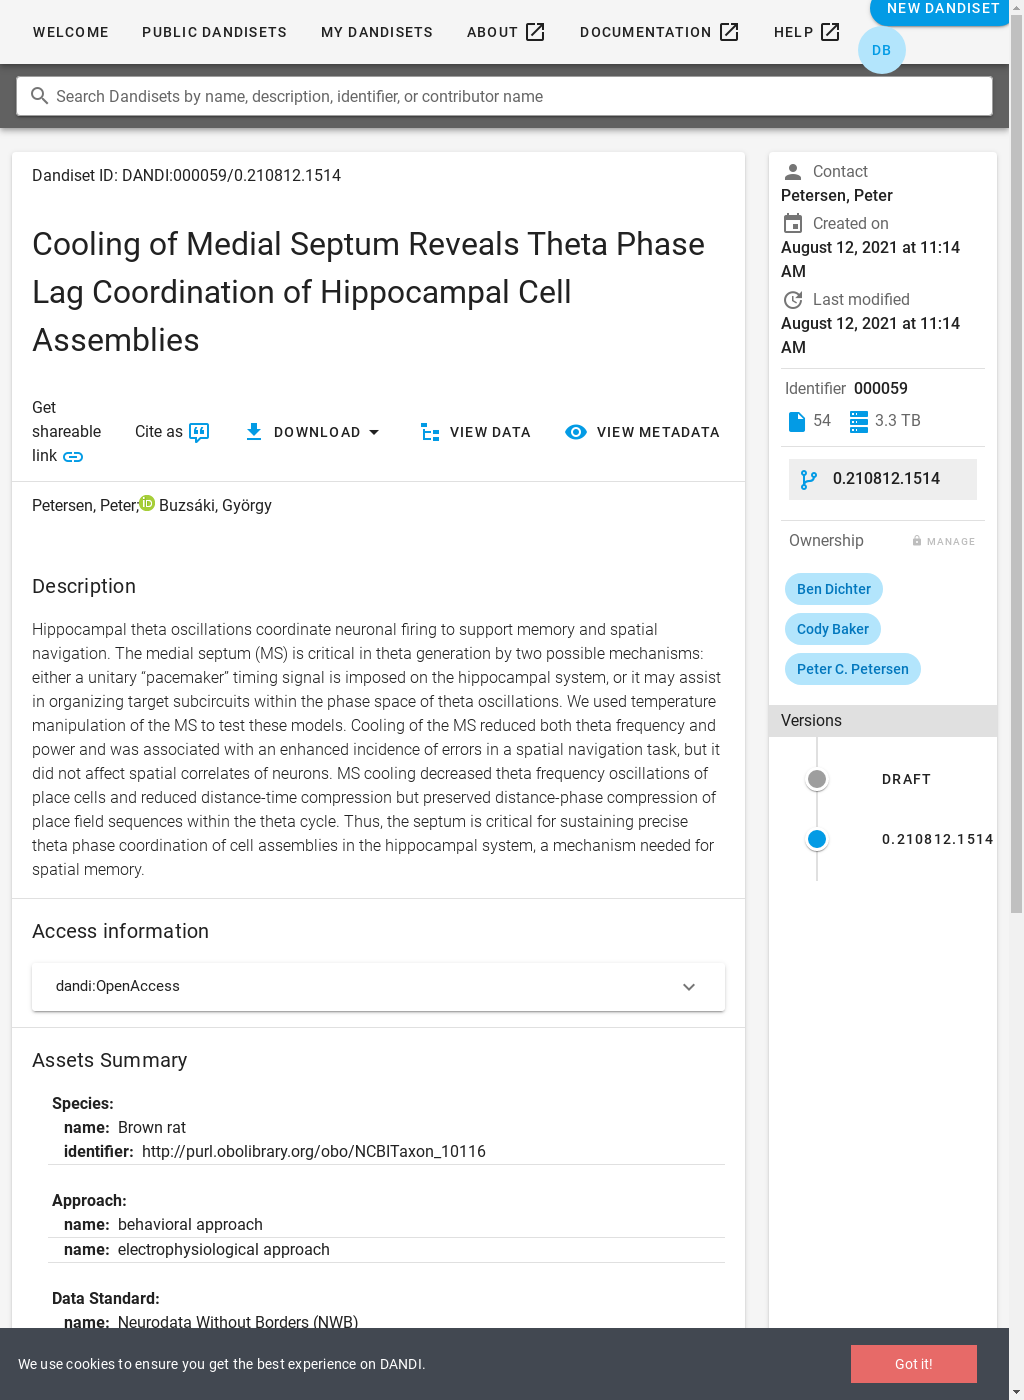 WELCOME
PUBLIC DANDISETS
MY DANDISETS
ABOUT
DOCUMENTATION
HELP
NEW DANDISET
DB
Search Dandisets by name, description, identifier, or contributor name
Dandiset ID: DANDI:000059/0.210812.1514
Cooling of Medial Septum Reveals Theta Phase
Lag Coordination of Hippocampal Cell
Assemblies
Get
shareable
link
Cite as
DOWNLOAD
VIEW DATA
VIEW METADATA
Petersen, Peter; iD Buzsáki, György
Description
Hippocampal theta oscillations coordinate neuronal firing to support memory and spatial
navigation. The medial septum (MS) is critical in theta generation by two possible mechanisms:
either a unitary “pacemaker” timing signal is imposed on the hippocampal system, or it may assist
in organizing target subcircuits within the phase space of theta oscillations. We used temperature
manipulation of the MS to test these models. Cooling of the MS reduced both theta frequency and
power and was associated with an enhanced incidence of errors in a spatial navigation task, but it
did not affect spatial correlates of neurons. MS cooling decreased theta frequency oscillations of
place cells and reduced distance-time compression but preserved distance-phase compression of
place field sequences within the theta cycle. Thus, the septum is critical for sustaining precise
theta phase coordination of cell assemblies in the hippocampal system, a mechanism needed for
spatial memory.
Access information
dandi:OpenAccess
Assets Summary
Species:
name: Brown rat
identifier: http://purl.obolibrary.org/obo/NCBITaxon_10116
Approach:
name: behavioral approach
name: electrophysiological approach
Data Standard:
name: Neurodata Without Borders (NWB)
Contact
Petersen, Peter
Created on
August 12, 2021 at 11:14
AM
Last modified
August 12, 2021 at 11:14
AM
Identifier 000059
54 3.3 TB
0.210812.1514
Ownership
MANAGE
Ben Dichter
Cody Baker
Peter C. Petersen
Versions
DRAFT
0.210812.1514
We use cookies to ensure you get the best experience on DANDI.
Got it!